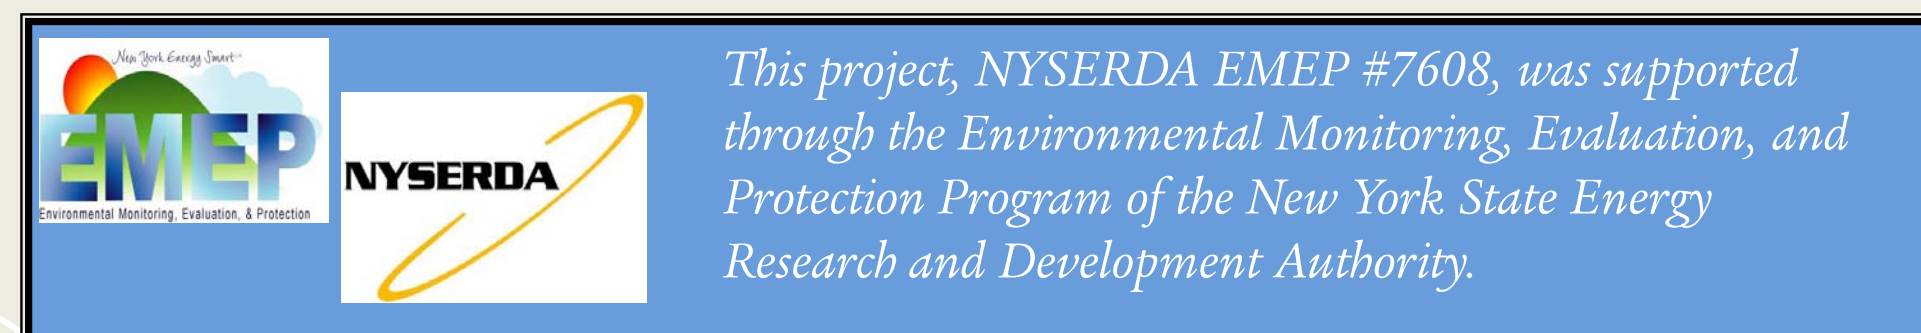 New York Energy Smart℠
EMEP
Environmental Monitoring, Evaluation, & Protection
NYSERDA
This project, NYSERDA EMEP #7608, was supported
through the Environmental Monitoring, Evaluation, and
Protection Program of the New York State Energy
Research and Development Authority.